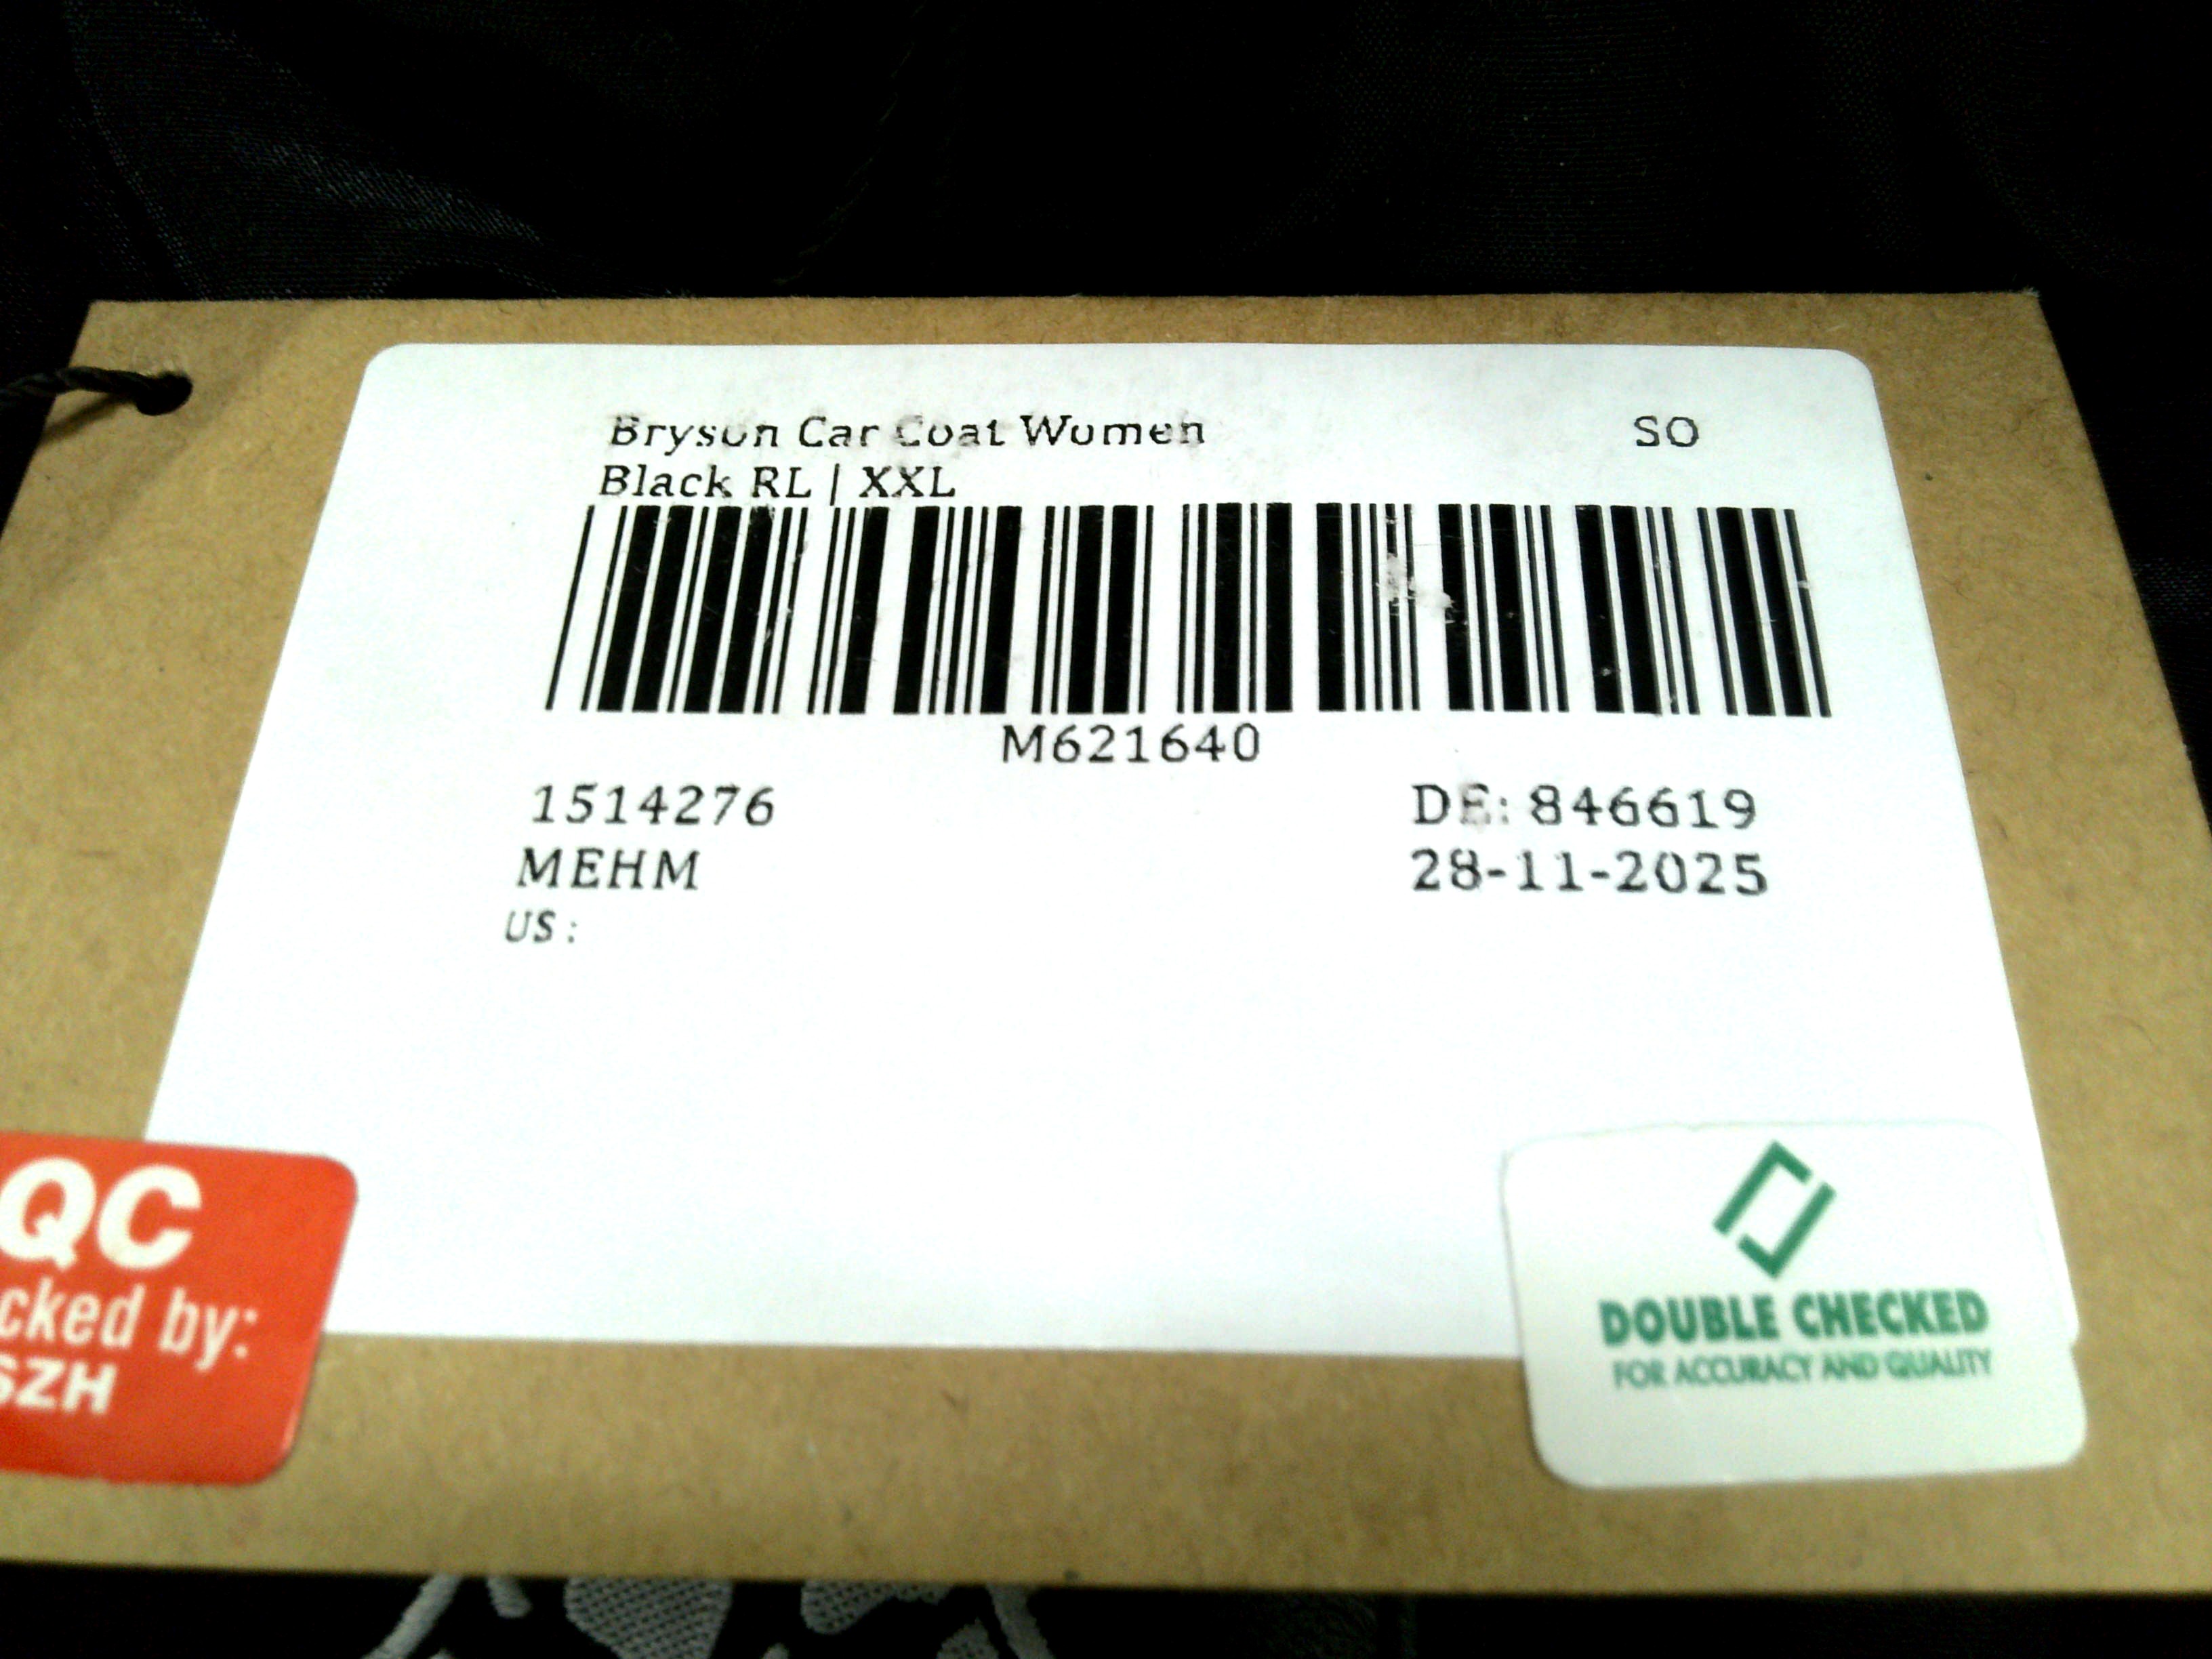 Bryson Car Coat Women SO
Black RL | XXL
M621640
1514276 DE: 846619
MEHM 28-11-2025
US :
QC
cked by:
SZH
DOUBLE CHECKED
FOR ACCURACY AND QUALITY